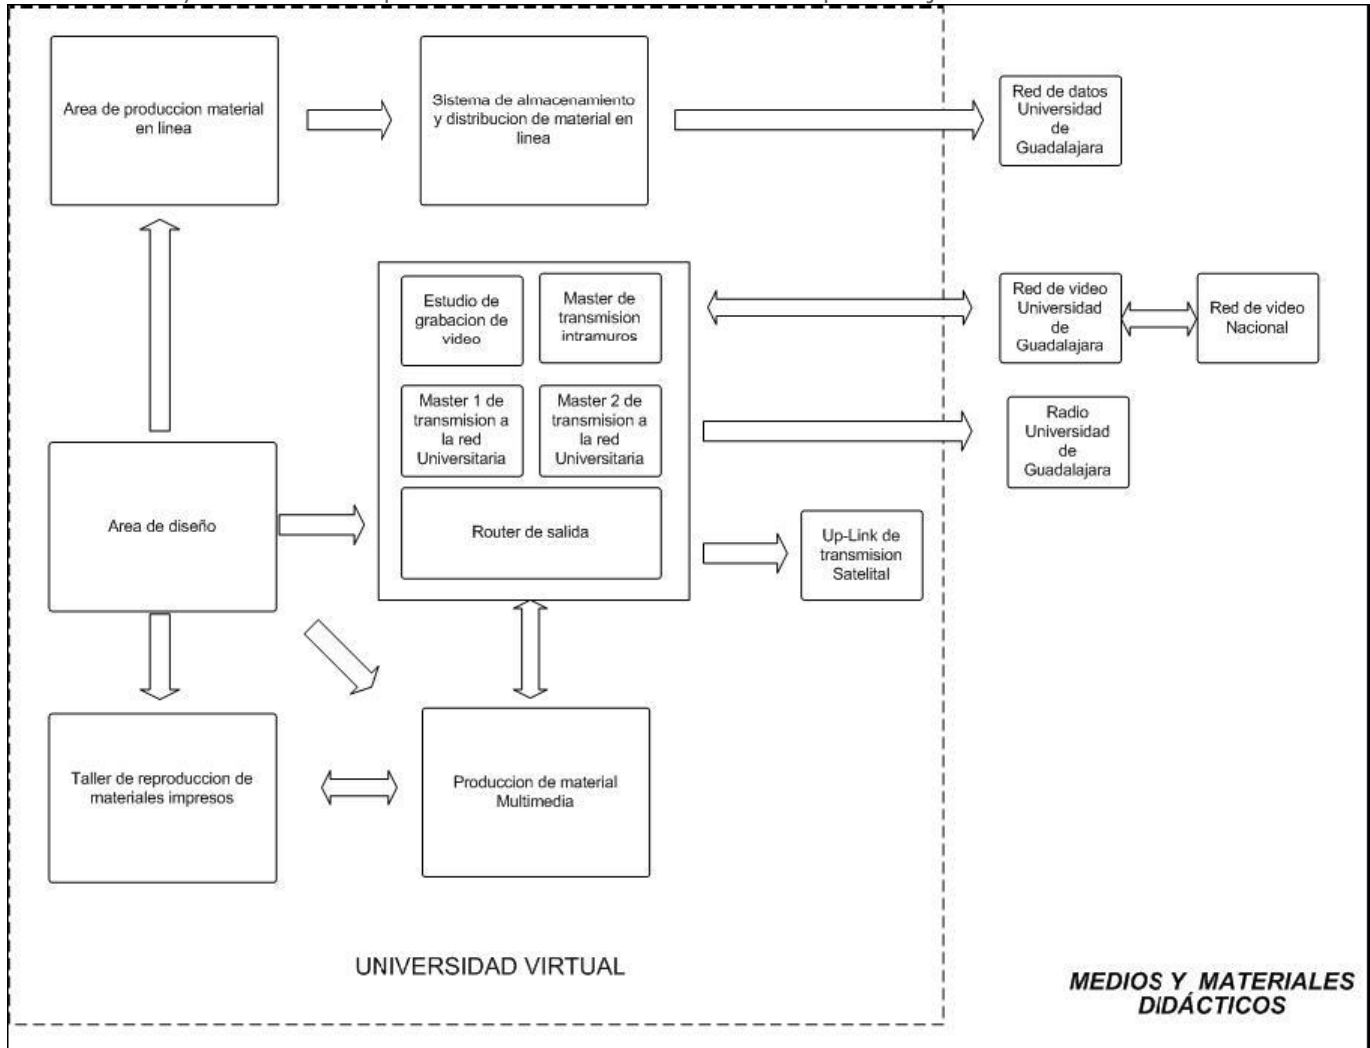 Area de produccion material
en linea
Sistema de almacenamiento
y distribucion de material en
linea
Red de datos
Universidad
de
Guadalajara
Estudio de
grabacion de
video
Master de
transmision
intramuros
Red de video
Universidad
de
Guadalajara
Red de video
Nacional
Master 1 de
transmision a
la red
Universitaria
Master 2 de
transmision a
la red
Universitaria
Radio
Universidad
de
Guadalajara
Area de diseño
Router de salida
Up-Link de
transmision
Satelital
Taller de reproduccion de
materiales impresos
Produccion de material
Multimedia
UNIVERSIDAD VIRTUAL
MEDIOS Y MATERIALES
DIDÁCTICOS